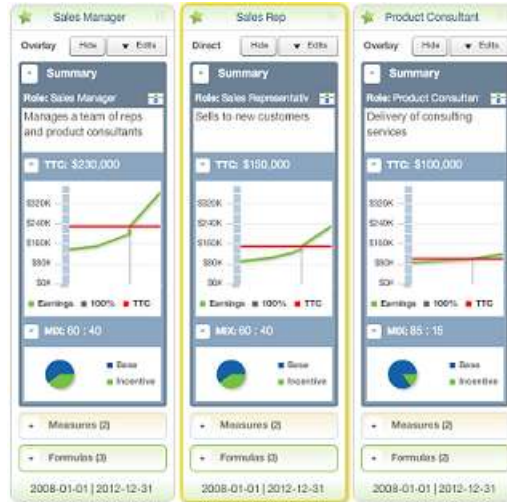 Sales Manager
Overlay Hide Edits
Summary
Role: Sales Manager
Manages a team of reps
and product consultants
TTC: $230,000
$320K
$240K
$160K
$80K
$0K
Earnings 100% TTC
MIX: 60 : 40
Base
Incentive
Measures (2)
Formulas (3)
2008-01-01 | 2012-12-31
Sales Rep
Direct Hide Edits
Summary
Role: Sales Representativ
Sells to new customers
TTC: $150,000
$320K
$240K
$160K
$80K
$0K
Earnings 100% TTC
MIX: 60 : 40
Base
Incentive
Measures (2)
Formulas (3)
2008-01-01 | 2012-12-31
Product Consultant
Overlay Hide Edits
Summary
Role: Product Consultan
Delivery of consulting
services
TTC: $100,000
$320K
$240K
$160K
$80K
$0K
Earnings 100% TTC
MIX: 85 : 15
Base
Incentive
Measures (2)
Formulas (2)
2008-01-01 | 2012-12-31